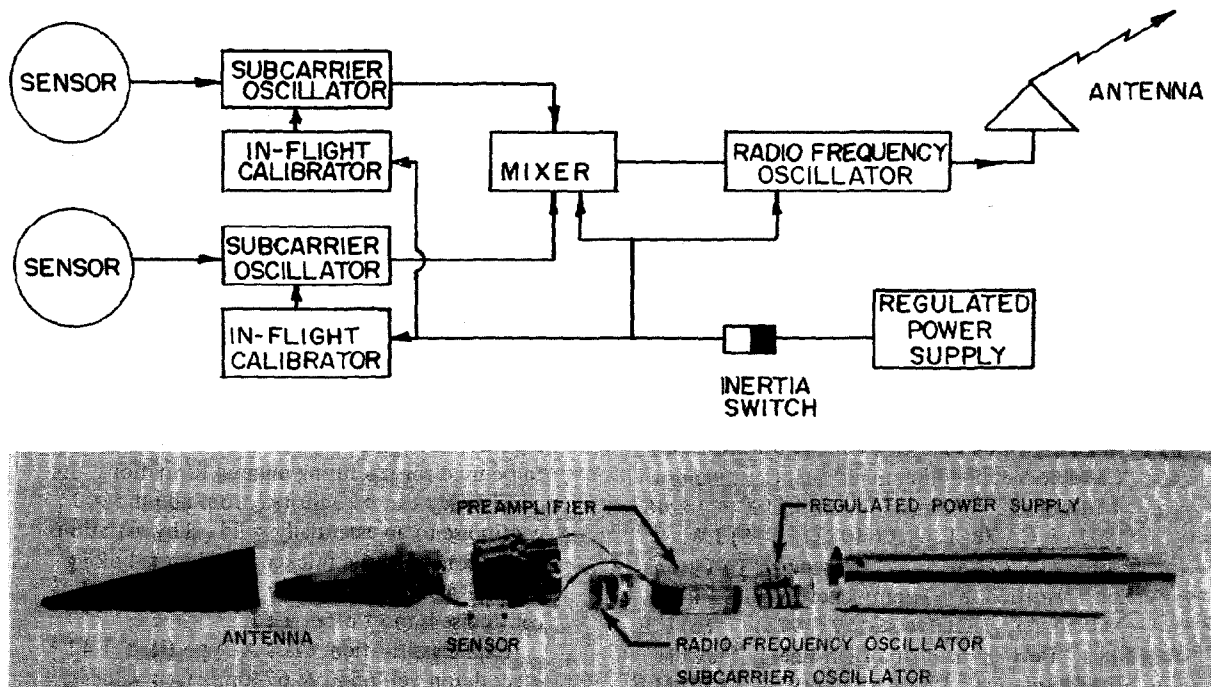 SENSOR
SUBCARRIER
OSCILLATOR
IN-FLIGHT
CALIBRATOR
SENSOR
SUBCARRIER
OSCILLATOR
IN-FLIGHT
CALIBRATOR
MIXER
RADIO FREQUENCY
OSCILLATOR
ANTENNA
REGULATED
POWER
SUPPLY
INERTIA
SWITCH
PREAMPLIFIER
REGULATED POWER SUPPLY
ANTENNA
SENSOR
RADIO FREQUENCY OSCILLATOR
SUBCARRIER OSCILLATOR